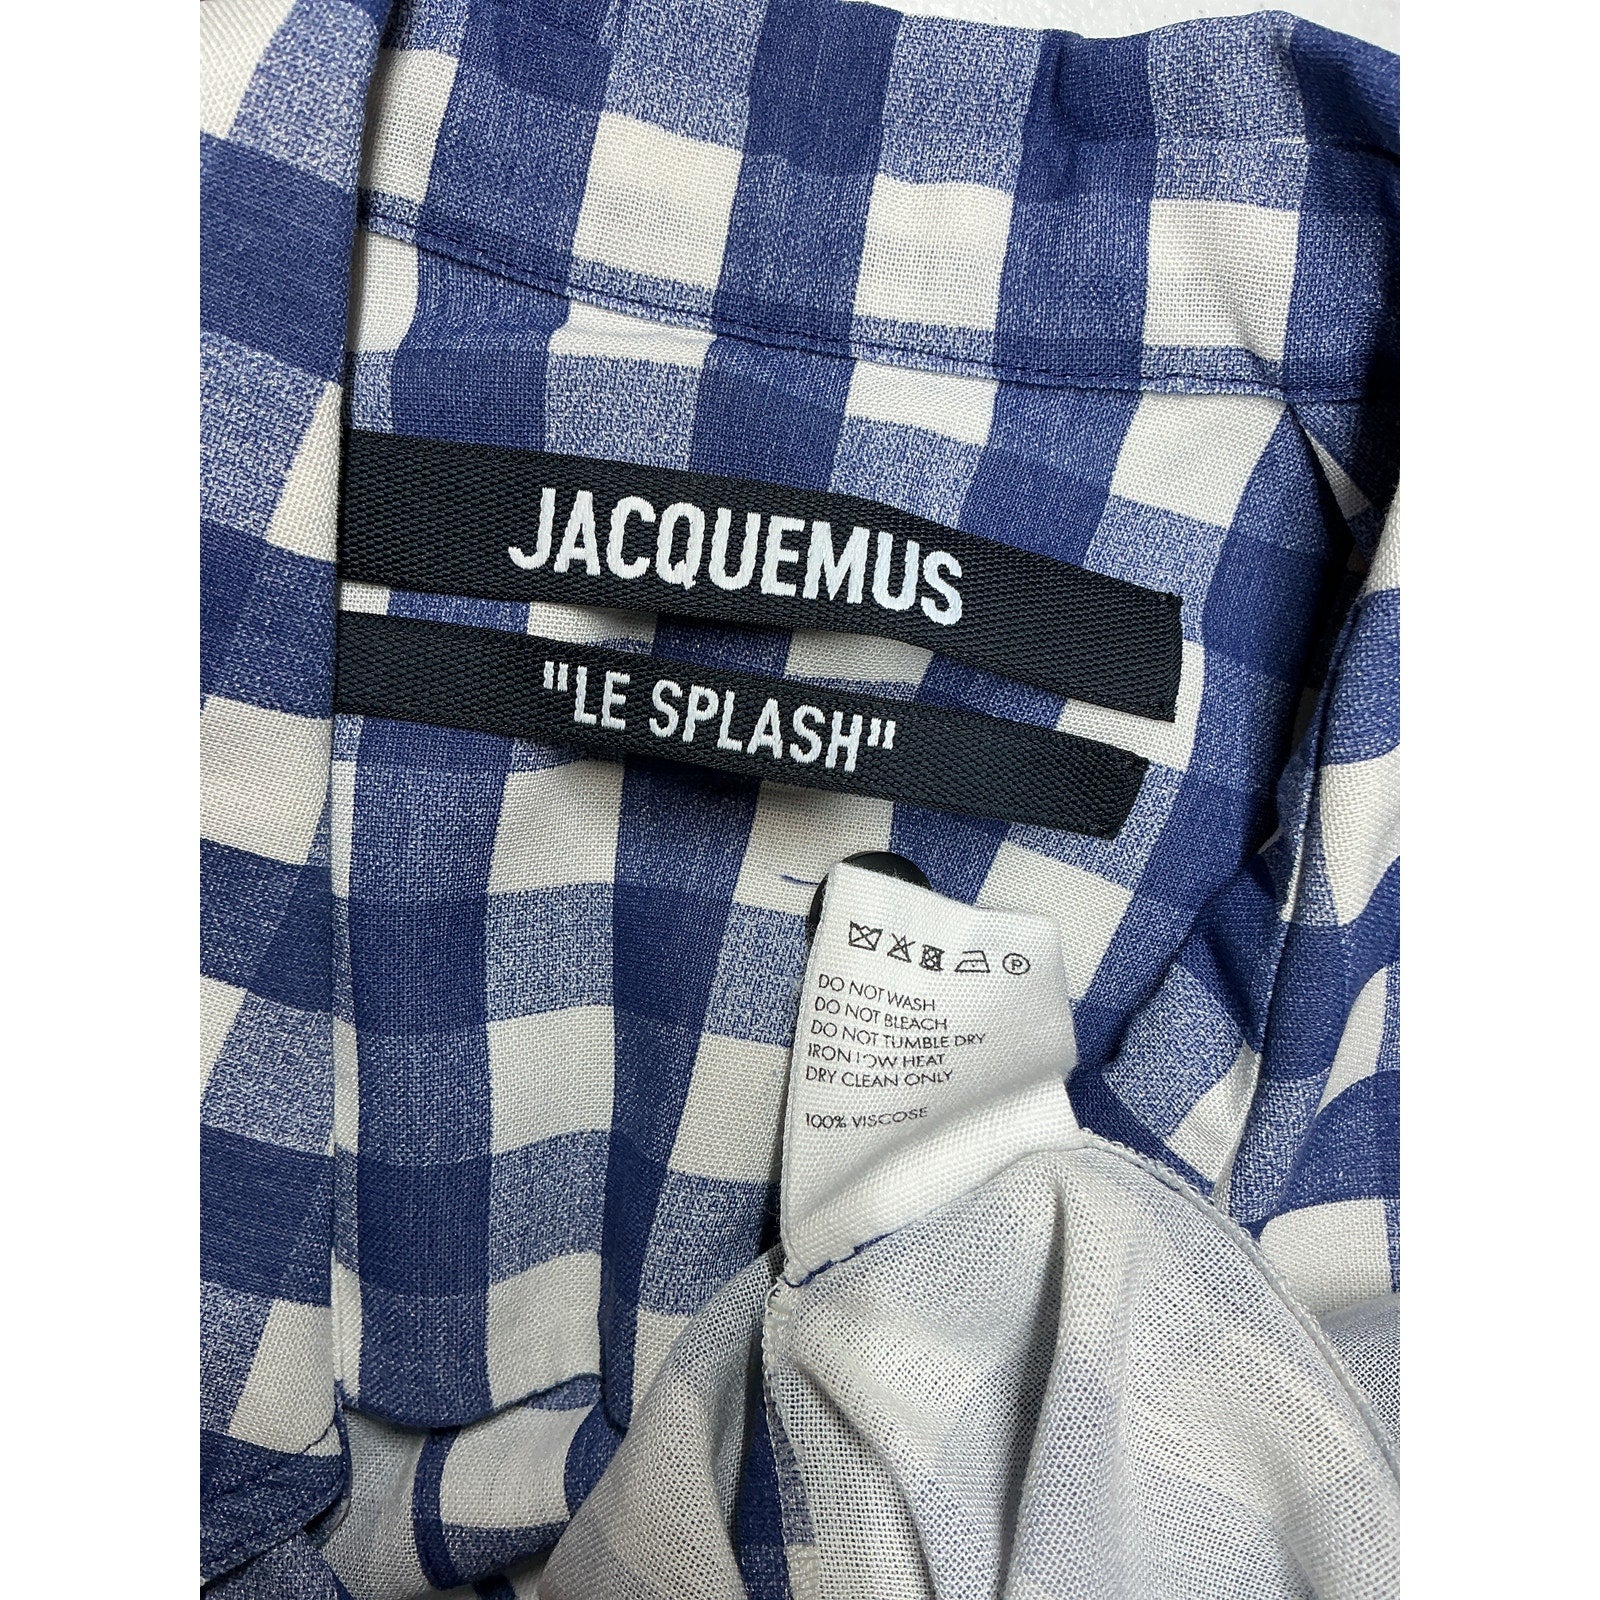 JACQUEMUS
"LE SPLASH"
P
DO NOT WASH
DO NOT BLEACH
DO NOT TUMBLE DRY
IRON LOW HEAT
DRY CLEAN ONLY
100% VISCOSE